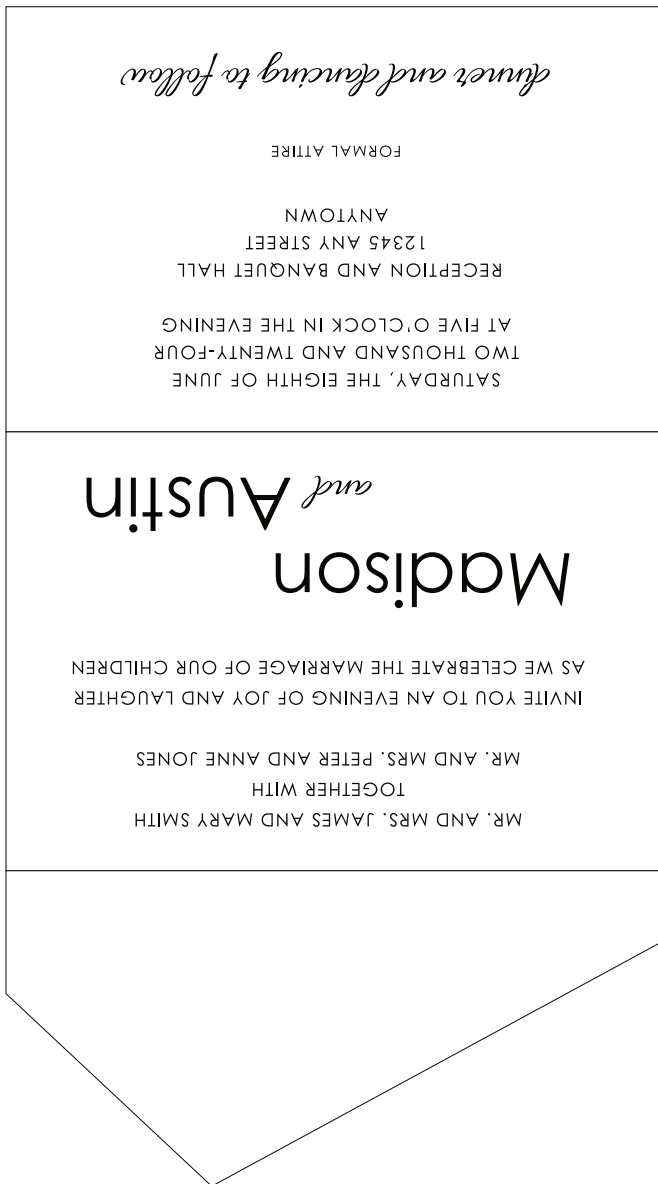 MR. AND MRS. JAMES AND MARY SMITH
TOGETHER WITH
MR. AND MRS. PETER AND ANNE JONES
INVITE YOU TO AN EVENING OF JOY AND LAUGHTER
AS WE CELEBRATE THE MARRIAGE OF OUR CHILDREN
Madison
and Austin
SATURDAY, THE EIGHTH OF JUNE
TWO THOUSAND AND TWENTY-FOUR
AT FIVE O'CLOCK IN THE EVENING
RECEPTION AND BANQUET HALL
12345 ANY STREET
ANYTOWN
FORMAL ATTIRE
dinner and dancing to follow